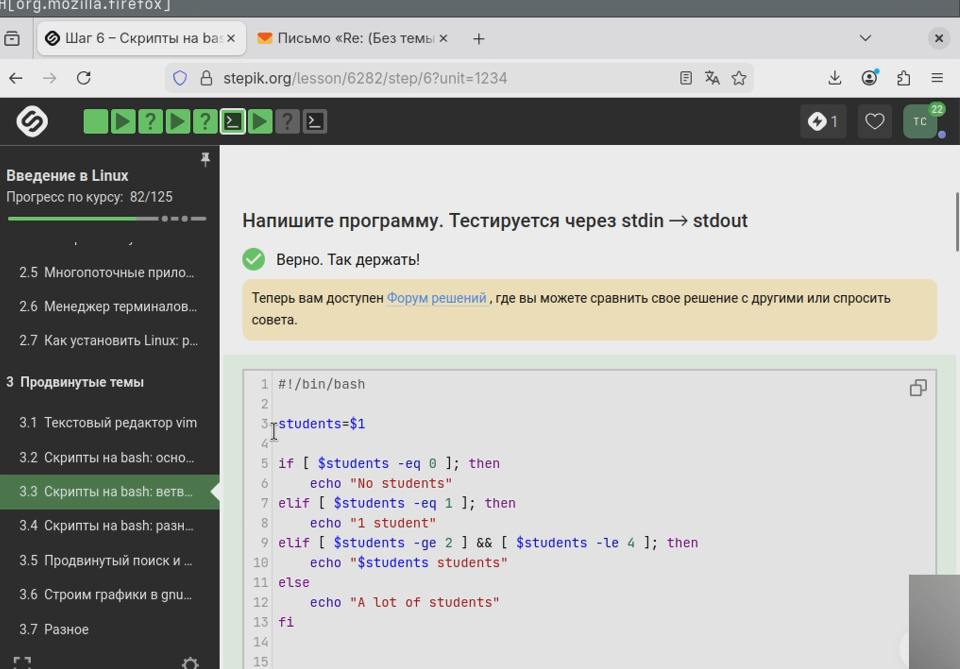 H[org.mozilla.firefox]
Шаг 6 – Скрипты на bas
Письмо «Re: (Без темы
stepik.org/lesson/6282/step/6?unit=1234
1
TC
22
Введение в Linux
Прогресс по курсу: 82/125
2.5 Многопоточные прило...
2.6 Менеджер терминалов...
2.7 Как установить Linux: р...
3 Продвинутые темы
3.1 Текстовый редактор vim
3.2 Скрипты на bash: осно...
3.3 Скрипты на bash: ветв...
3.4 Скрипты на bash: разн...
3.5 Продвинутый поиск и ...
3.6 Строим графики в gnu...
3.7 Разное
Напишите программу. Тестируется через stdin → stdout
Верно. Так держать!
Теперь вам доступен Форум решений , где вы можете сравнить свое решение с другими или спросить
совета.
1 #!/bin/bash
2
3 students=$1
4
5 if [ $students -eq 0 ]; then
6     echo "No students"
7 elif [ $students -eq 1 ]; then
8     echo "1 student"
9 elif [ $students -ge 2 ] && [ $students -le 4 ]; then
10     echo "$students students"
11 else
12     echo "A lot of students"
13 fi
14
15